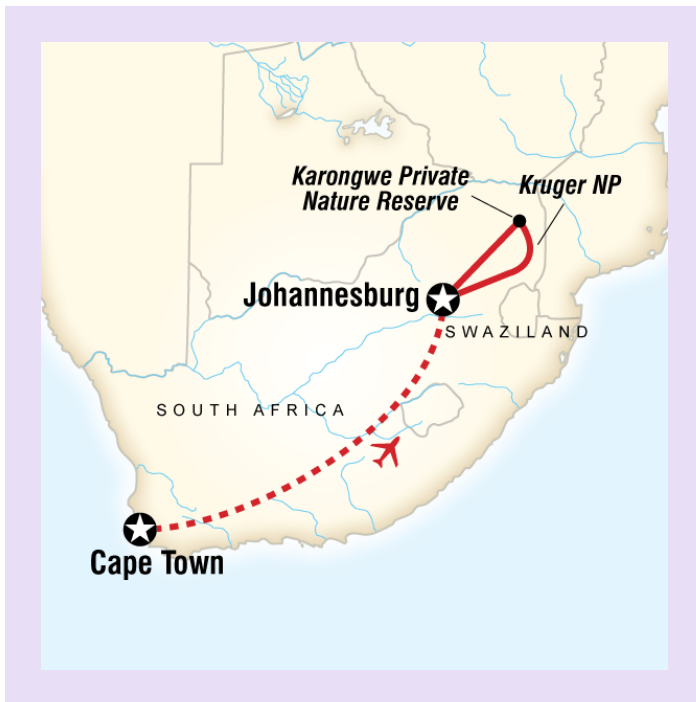 Karongwe Private
Nature Reserve
Kruger NP
Johannesburg
SWAZILAND
SOUTH AFRICA
Cape Town